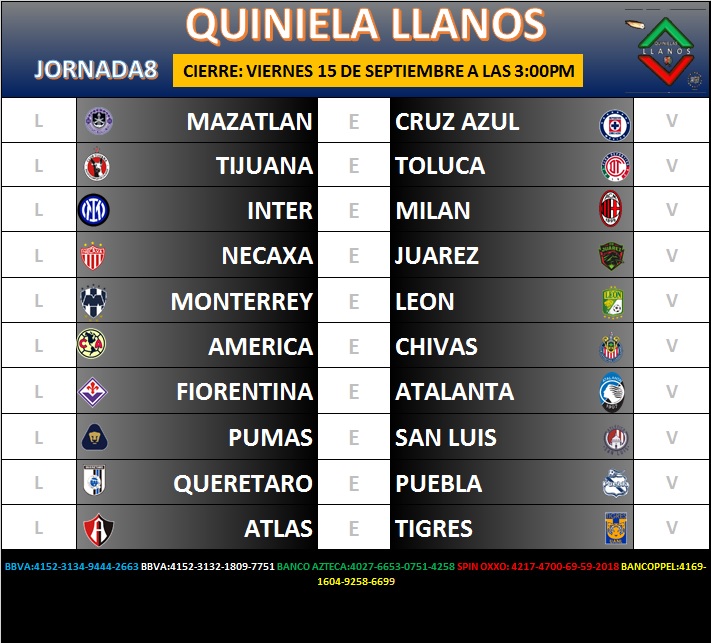 QUINIELA LLANOS
JORNADA8
CIERRE: VIERNES 15 DE SEPTIEMBRE A LAS 3:00PM
QUINIELAS
LLANOS
L MAZATLAN E CRUZ AZUL V
L TIJUANA E TOLUCA V
L INTER E MILAN V
L NECAXA E JUAREZ V
L MONTERREY E LEON V
L AMERICA E CHIVAS V
L FIORENTINA E ATALANTA V
L PUMAS E SAN LUIS V
L QUERETARO E PUEBLA V
L ATLAS E TIGRES V
BBVA:4152-3134-9444-2663 BBVA:4152-3132-1809-7751 BANCO AZTECA:4027-6653-0751-4258 SPIN OXXO: 4217-4700-69-59-2018 BANCOPPEL:4169-
1604-9258-6699